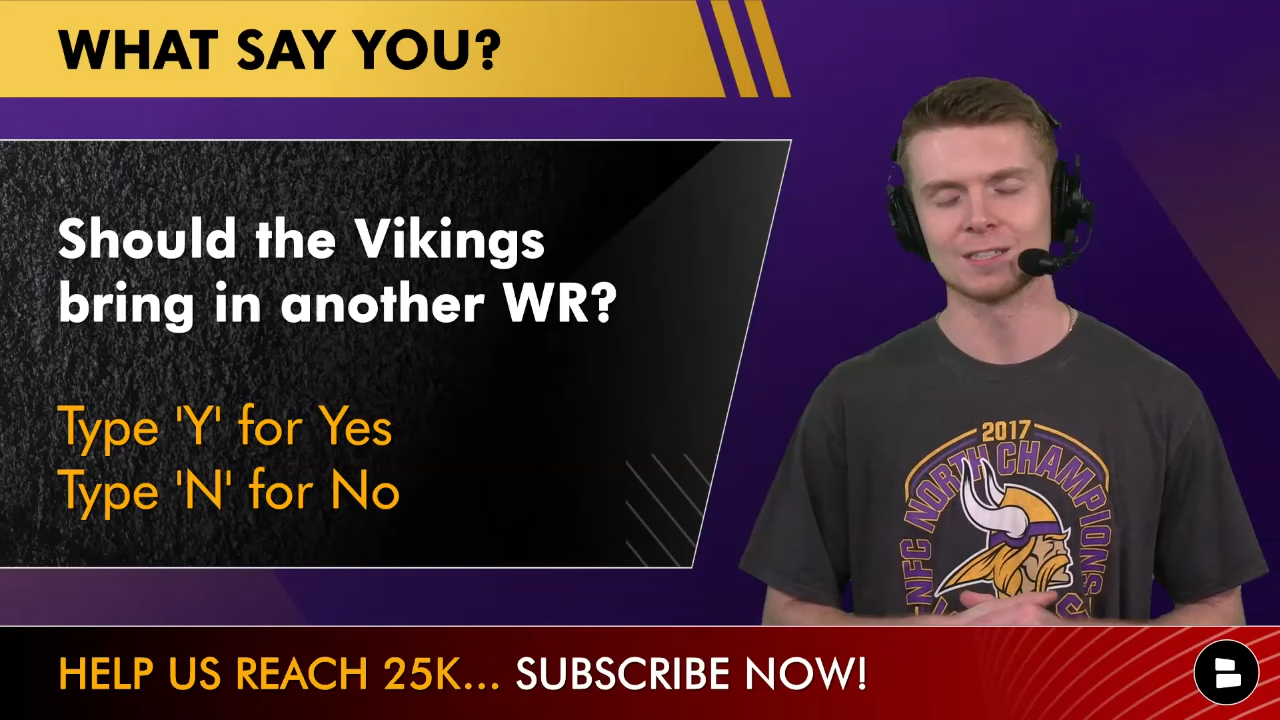 WHAT SAY YOU?
Should the Vikings
bring in another WR?
Type 'Y' for Yes
Type 'N' for No
2017
NFC NORTH CHAMPIONS
HELP US REACH 25K... SUBSCRIBE NOW!